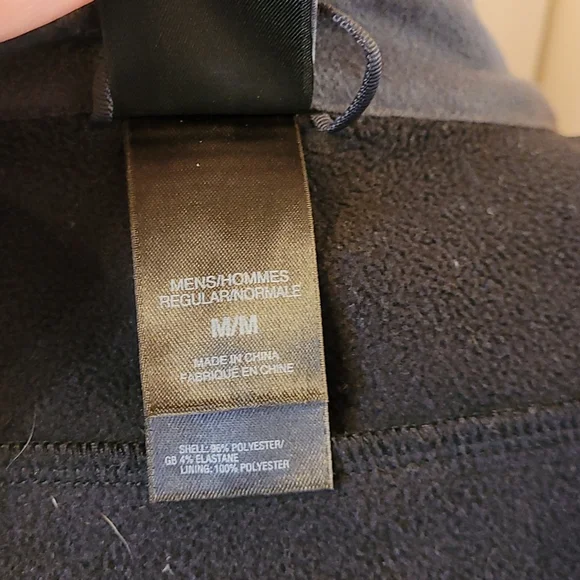 MENS/HOMMES
REGULAR/NORMALE
M/M
MADE IN CHINA
FABRIQUÉ EN CHINE
SHELL: 96% POLYESTER/
GB 4% ELASTANE
LINING: 100% POLYESTER